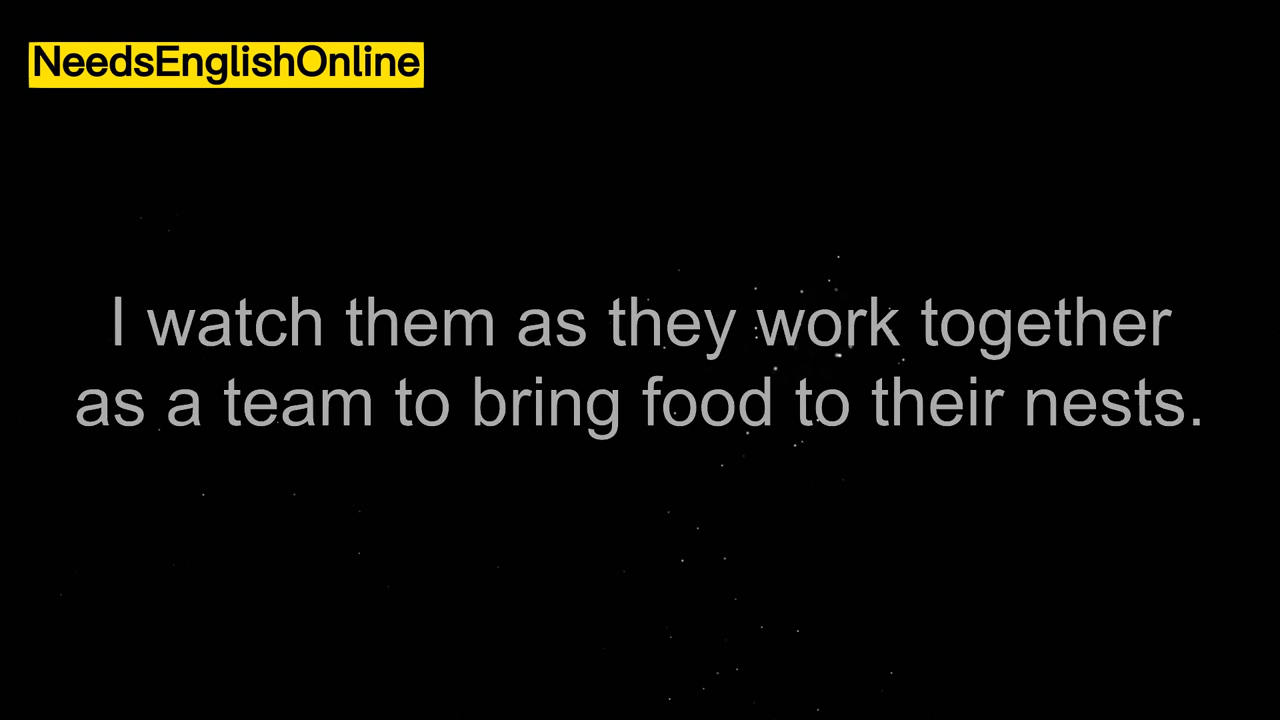 NeedsEnglishOnline
I watch them as they work together
as a team to bring food to their nests.